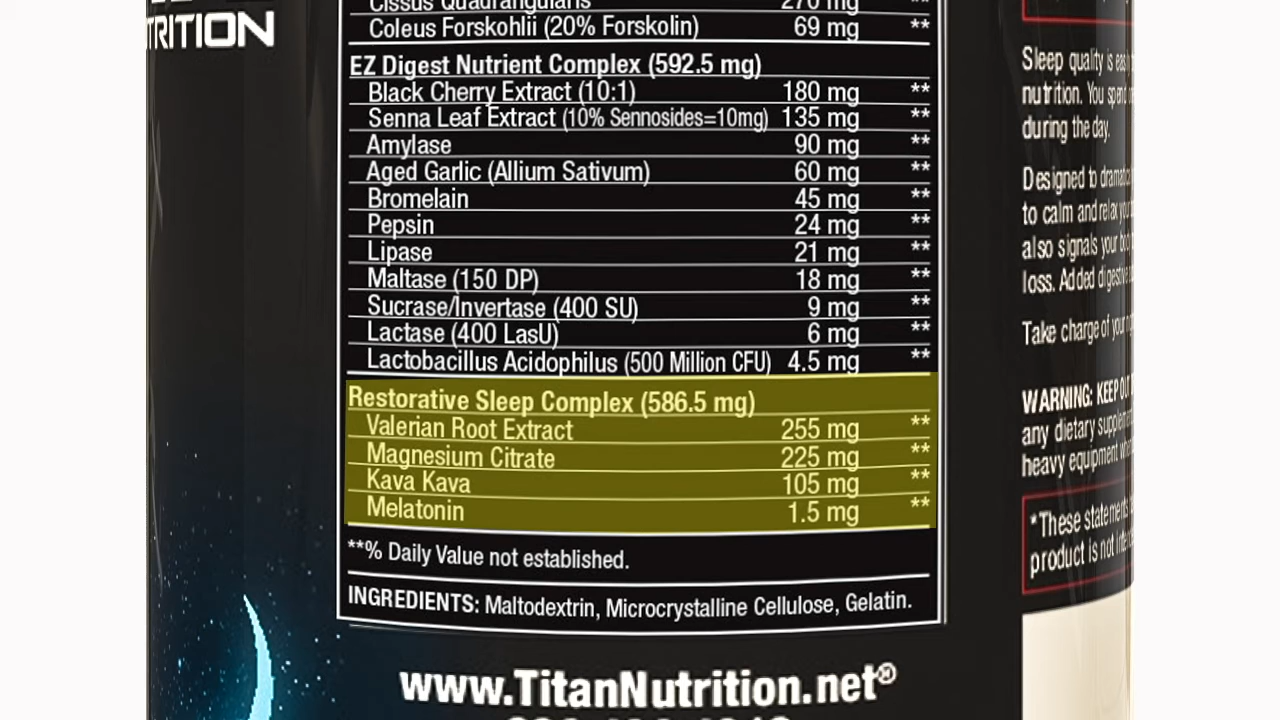 TRITION
Cissus Quadrangularis 270 mg **
Coleus Forskohlii (20% Forskolin) 69 mg **
EZ Digest Nutrient Complex (592.5 mg)
Black Cherry Extract (10:1) 180 mg **
Senna Leaf Extract (10% Sennosides=10mg) 135 mg **
Amylase 90 mg **
Aged Garlic (Allium Sativum) 60 mg **
Bromelain 45 mg **
Pepsin 24 mg **
Lipase 21 mg **
Maltase (150 DP) 18 mg **
Sucrase/Invertase (400 SU) 9 mg **
Lactase (400 LasU) 6 mg **
Lactobacillus Acidophilus (500 Million CFU) 4.5 mg **
Restorative Sleep Complex (586.5 mg)
Valerian Root Extract 255 mg **
Magnesium Citrate 225 mg **
Kava Kava 105 mg **
Melatonin 1.5 mg **
**% Daily Value not established.
INGREDIENTS: Maltodextrin, Microcrystalline Cellulose, Gelatin.
www.TitanNutrition.net®
Sleep quality is
nutrition. You
during the day.
Designed to
to calm and relax
also signals your
loss. Added
Take charge of
WARNING: KEEP OUT
any dietary
heavy equipment
*These statements
product is not